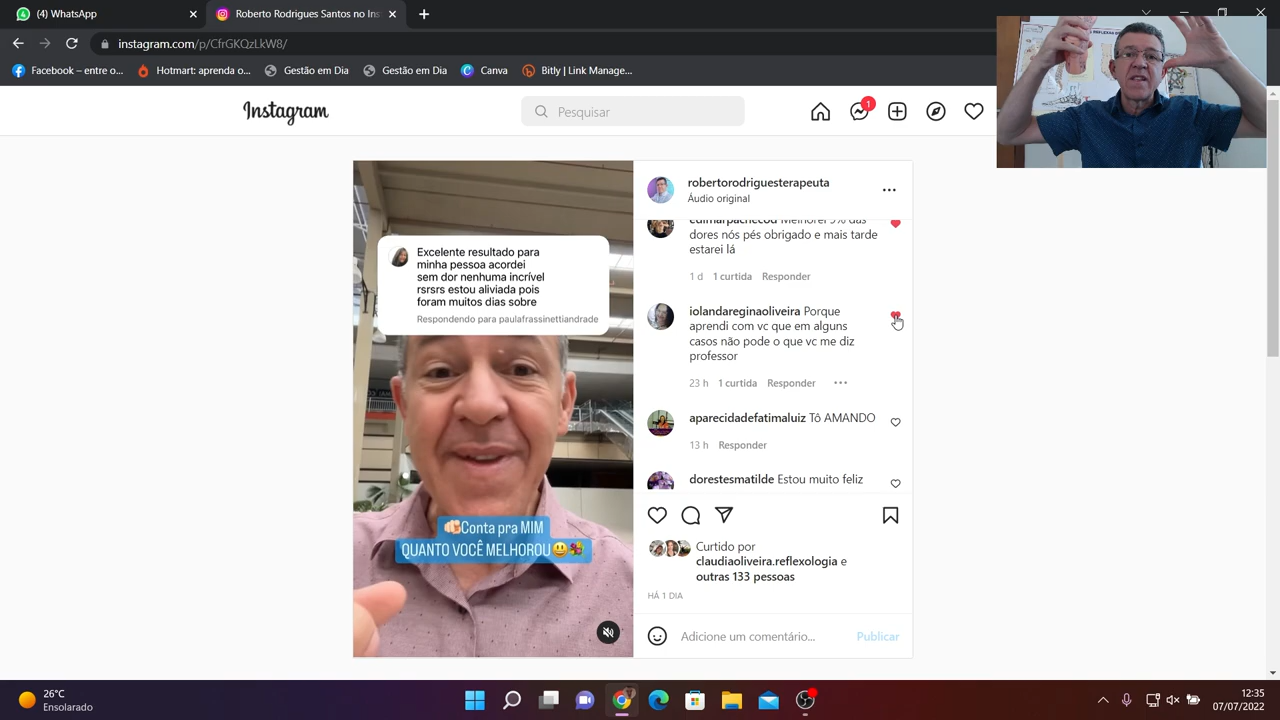 (4) WhatsApp
Roberto Rodrigues no Ins
instagram.com/p/CfrGKQzLkW8/
Facebook – entre o...
Hotmart: aprenda o...
Gestão em Dia
Gestão em Dia
Canva
Bitly | Link Manage...
Instagram
Pesquisar
1
robertorodriguesterapeuta
Áudio original
Excelente resultado para
minha pessoa acordei
sem dor nenhuma incrível
rsrsrs estou aliviada pois
foram muitos dias sobre
Respondendo para paulafrassinettiandrade
Conta pra MIM
QUANTO VOCÊ MELHOROU
edimarpachecod Melhorei 9% das
dores nós pés obrigado e mais tarde
estarei lá
1 d 1 curtida Responder
iolandareginaoliveira Porque
aprendi com vc que em alguns
casos não pode o que vc me diz
professor
23 h 1 curtida Responder
aparecidadefatimaluiz Tô AMANDO
13 h Responder
dorestesmatilde Estou muito feliz
Curtido por
claudiaoliveira.reflexologia e
outras 133 pessoas
HÁ 1 DIA
Adicione um comentário...
Publicar
26°C
Ensolarado
12:35
07/07/2022